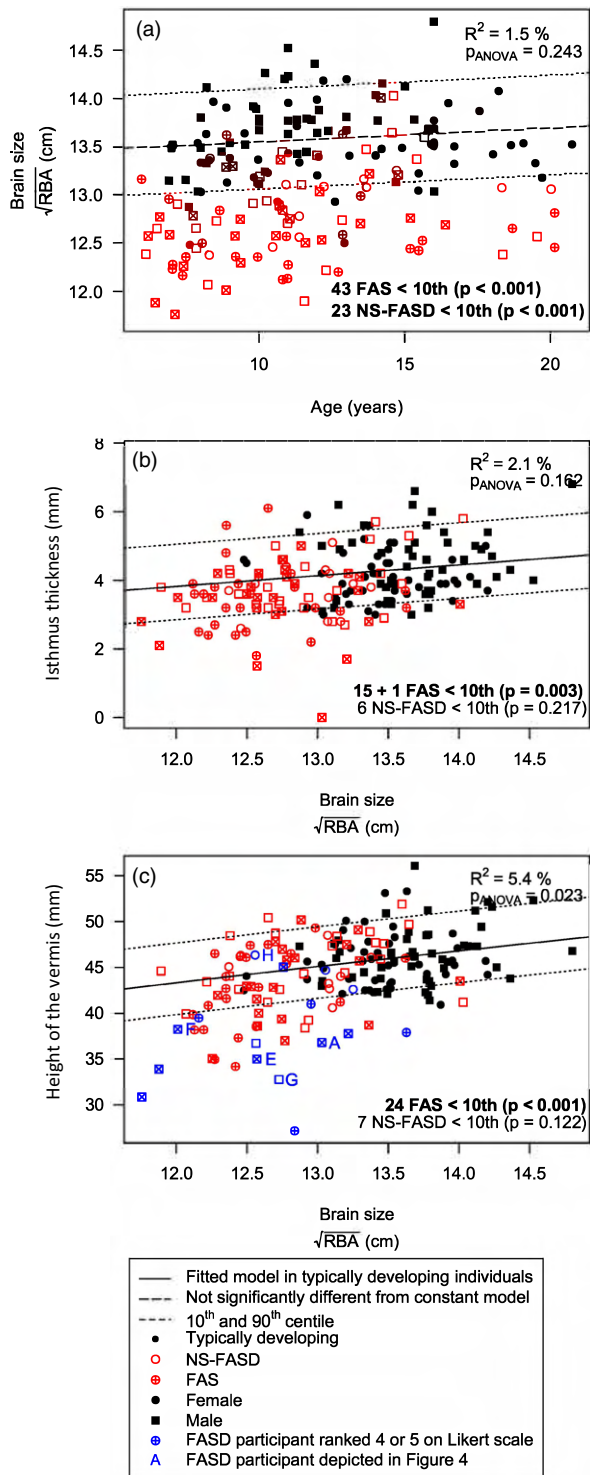 (a)
R² = 1.5 %
pANOVA = 0.243
14.5
14.0
13.5
13.0
12.5
12.0
Brain size
√RBA (cm)
43 FAS < 10th (p < 0.001)
23 NS-FASD < 10th (p < 0.001)
10 15 20
Age (years)
(b)
R² = 2.1 %
pANOVA = 0.162
8
6
4
2
0
Isthmus thickness (mm)
15 + 1 FAS < 10th (p = 0.003)
6 NS-FASD < 10th (p = 0.217)
12.0 12.5 13.0 13.5 14.0 14.5
Brain size
√RBA (cm)
(c)
R² = 5.4 %
pANOVA = 0.023
55
50
45
40
35
30
Height of the vermis (mm)
H
F
A
E
G
24 FAS < 10th (p < 0.001)
7 NS-FASD < 10th (p = 0.122)
12.0 12.5 13.0 13.5 14.0 14.5
Brain size
√RBA (cm)
Fitted model in typically developing individuals
Not significantly different from constant model
10th and 90th centile
Typically developing
NS-FASD
FAS
Female
Male
FASD participant ranked 4 or 5 on Likert scale
A FASD participant depicted in Figure 4